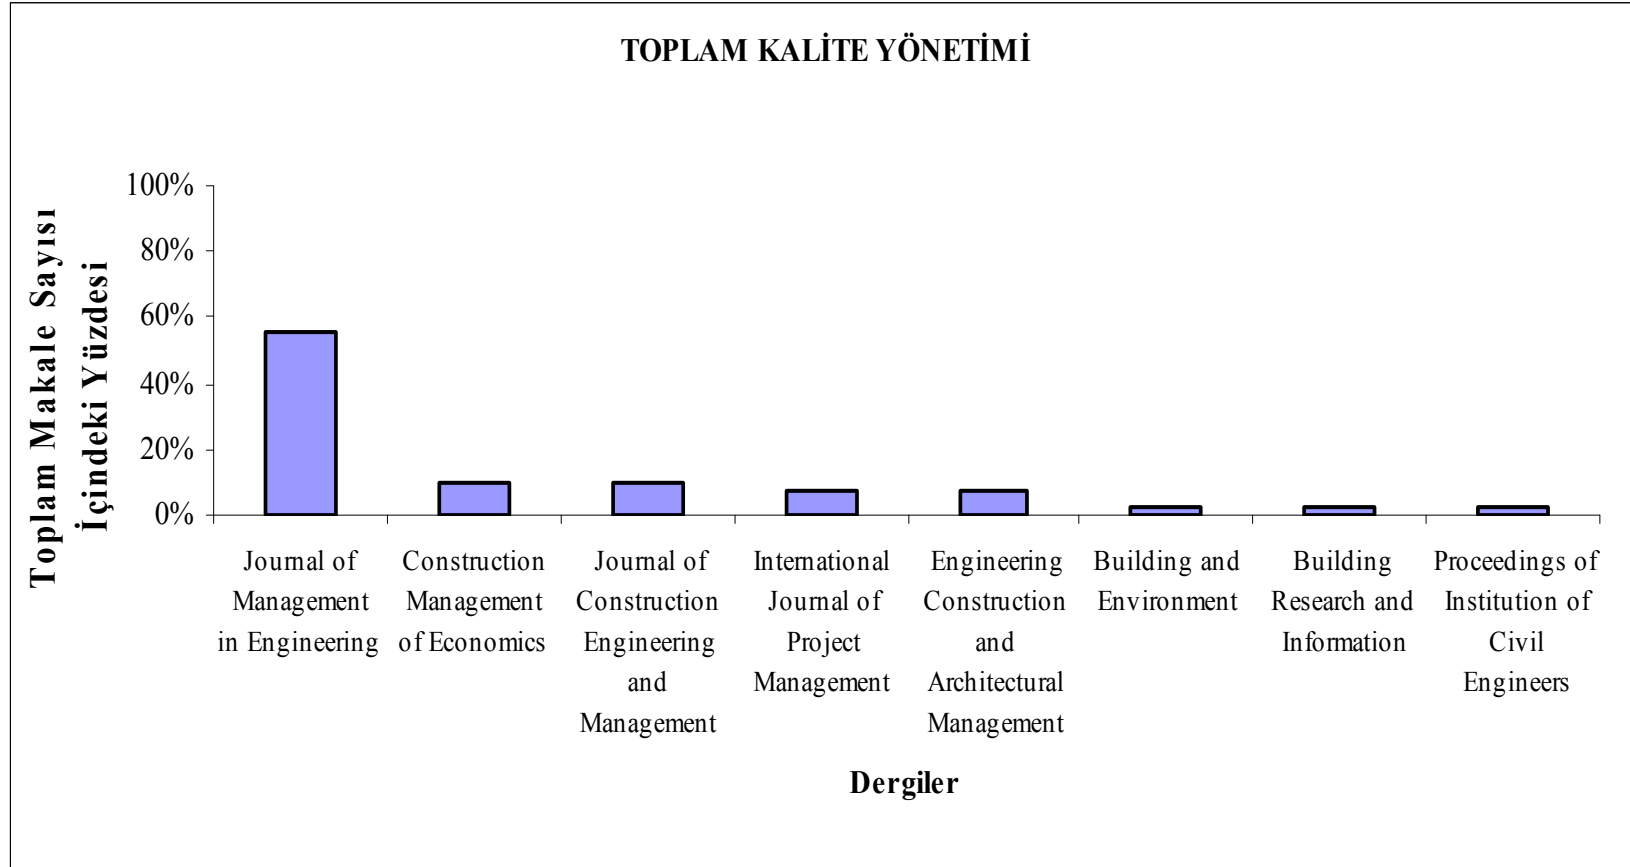 TOPLAM KALİTE YÖNETİMİ
Toplam Makale Sayısı
İçindeki Yüzdesi
100%
80%
60%
40%
20%
0%
Journal of
Management
in Engineering
Construction
Management
of Economics
Journal of
Construction
Engineering
and
Management
International
Journal of
Project
Management
Engineering
Construction
and
Architectural
Management
Building and
Environment
Building
Research and
Information
Proceedings of
Institution of
Civil
Engineers
Dergiler